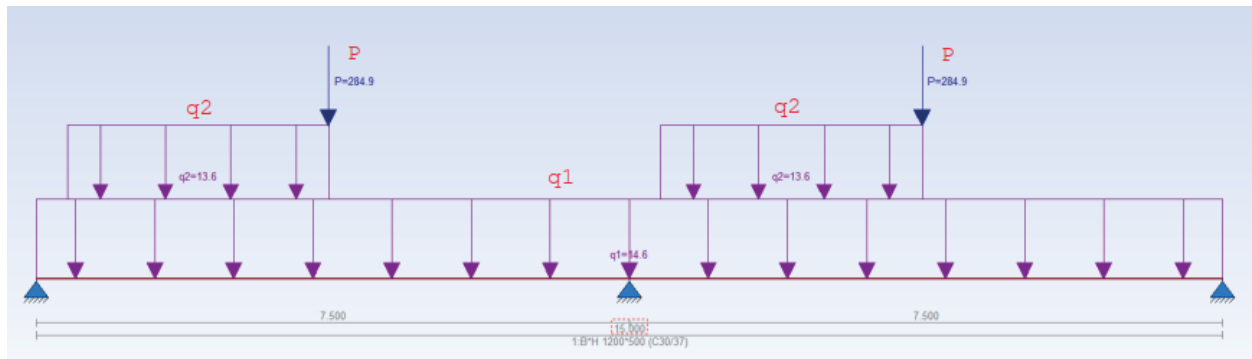 P P
P=284.9 P=284.9
q2 q2
q2=13.6 q1 q2=13.6
q1=14.6
7.500 7.500
15.000
1:B*H 1200*500 (C30/37)